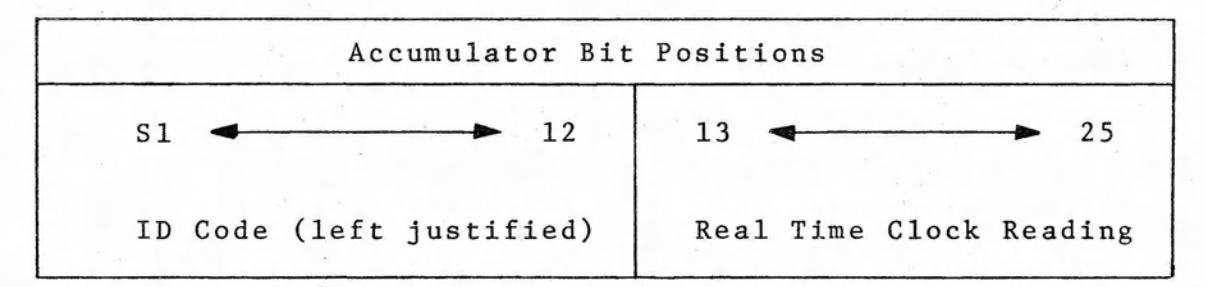 Accumulator Bit Positions
S1 12 13 25
ID Code (left justified) Real Time Clock Reading